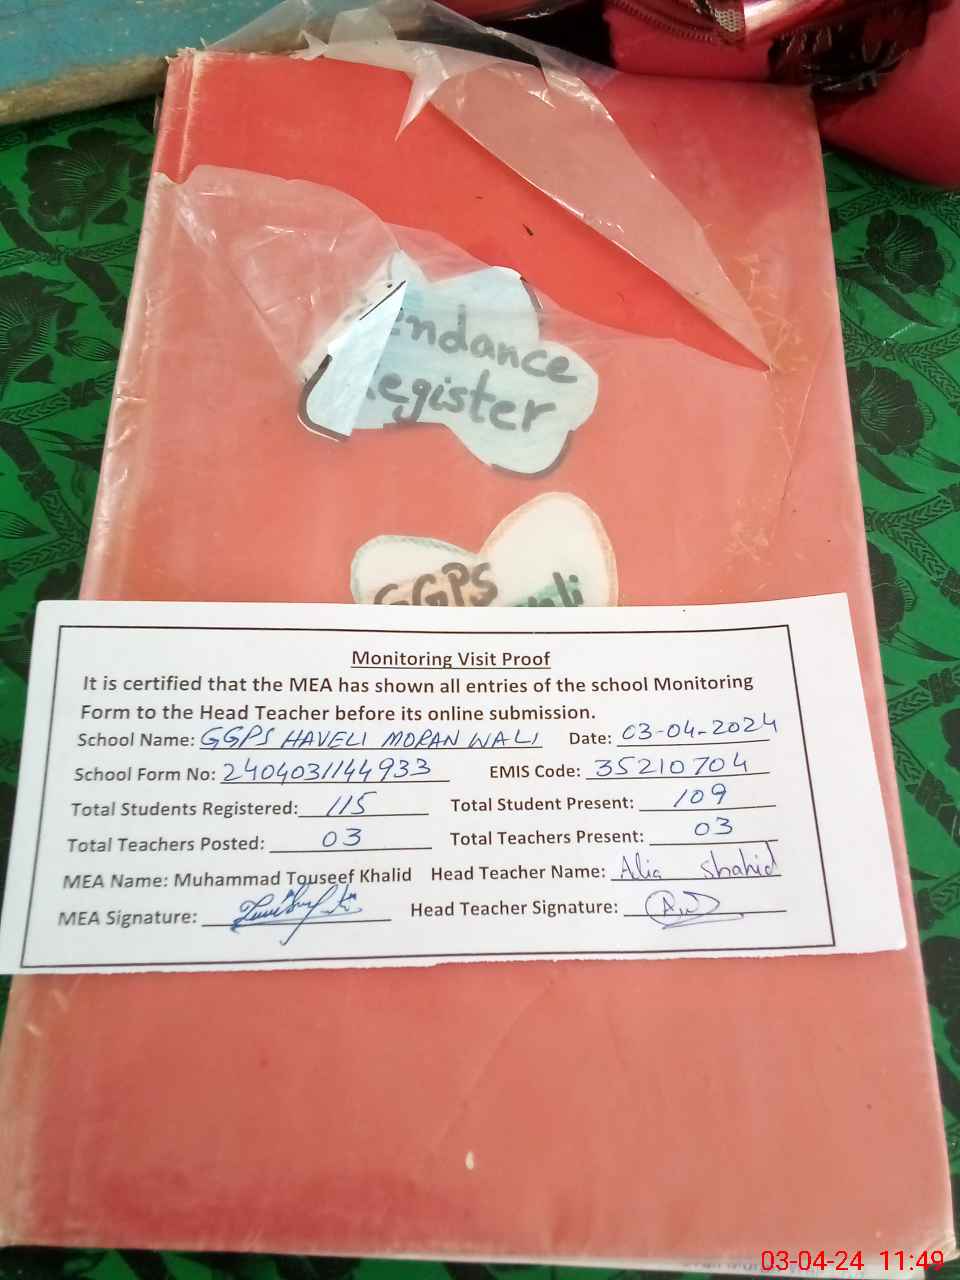 endance
Register
GGPS
Monitoring Visit Proof
It is certified that the MEA has shown all entries of the school Monitoring
Form to the Head Teacher before its online submission.
School Name: GGPS HAVELI MORAN WALI Date: 03-04-2024
School Form No: 2404031144933 EMIS Code: 35210704
Total Students Registered: 115 Total Student Present: 109
Total Teachers Posted: 03 Total Teachers Present: 03
MEA Name: Muhammad Touseef Khalid Head Teacher Name: Alia Shahid
MEA Signature: Head Teacher Signature:
03-04-24 11:49